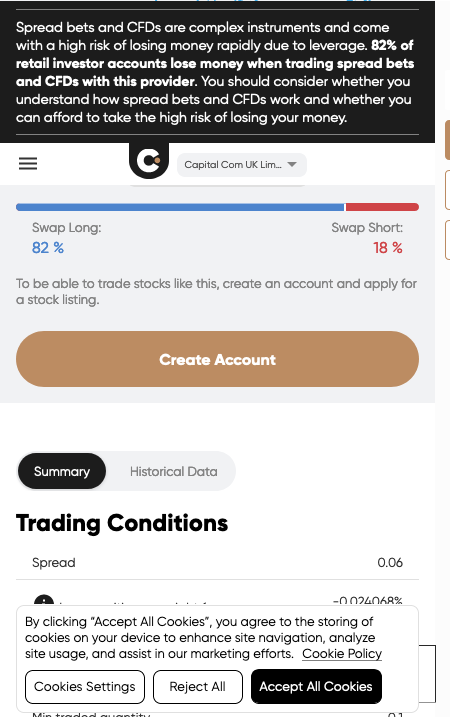 Spread bets and CFDs are complex instruments and come
with a high risk of losing money rapidly due to leverage. 82% of
retail investor accounts lose money when trading spread bets
and CFDs with this provider. You should consider whether you
understand how spread bets and CFDs work and whether you
can afford to take the high risk of losing your money.
Capital Com UK Lim...
Swap Long:
Swap Short:
82 %
18 %
To be able to trade stocks like this, create an account and apply for
a stock listing.
Create Account
Summary
Historical Data
Trading Conditions
Spread
0.06
-0.024068%
By clicking “Accept All Cookies”, you agree to the storing of
cookies on your device to enhance site navigation, analyze
site usage, and assist in our marketing efforts. Cookie Policy
Cookies Settings
Reject All
Accept All Cookies
Min traded quantity
0.1